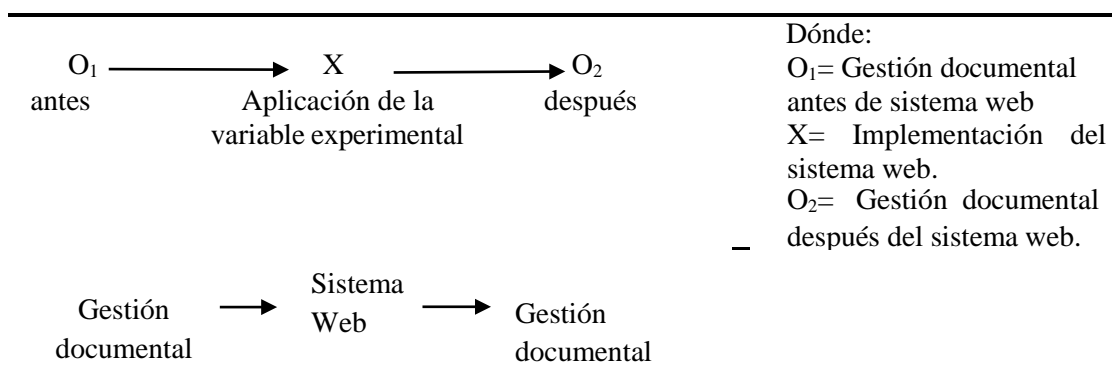 O₁ X O₂
antes Aplicación de la después
variable experimental
Dónde:
O₁= Gestión documental
antes de sistema web
X= Implementación del
sistema web.
O₂= Gestión documental
después del sistema web.
Gestión
documental
Sistema
Web
Gestión
documental